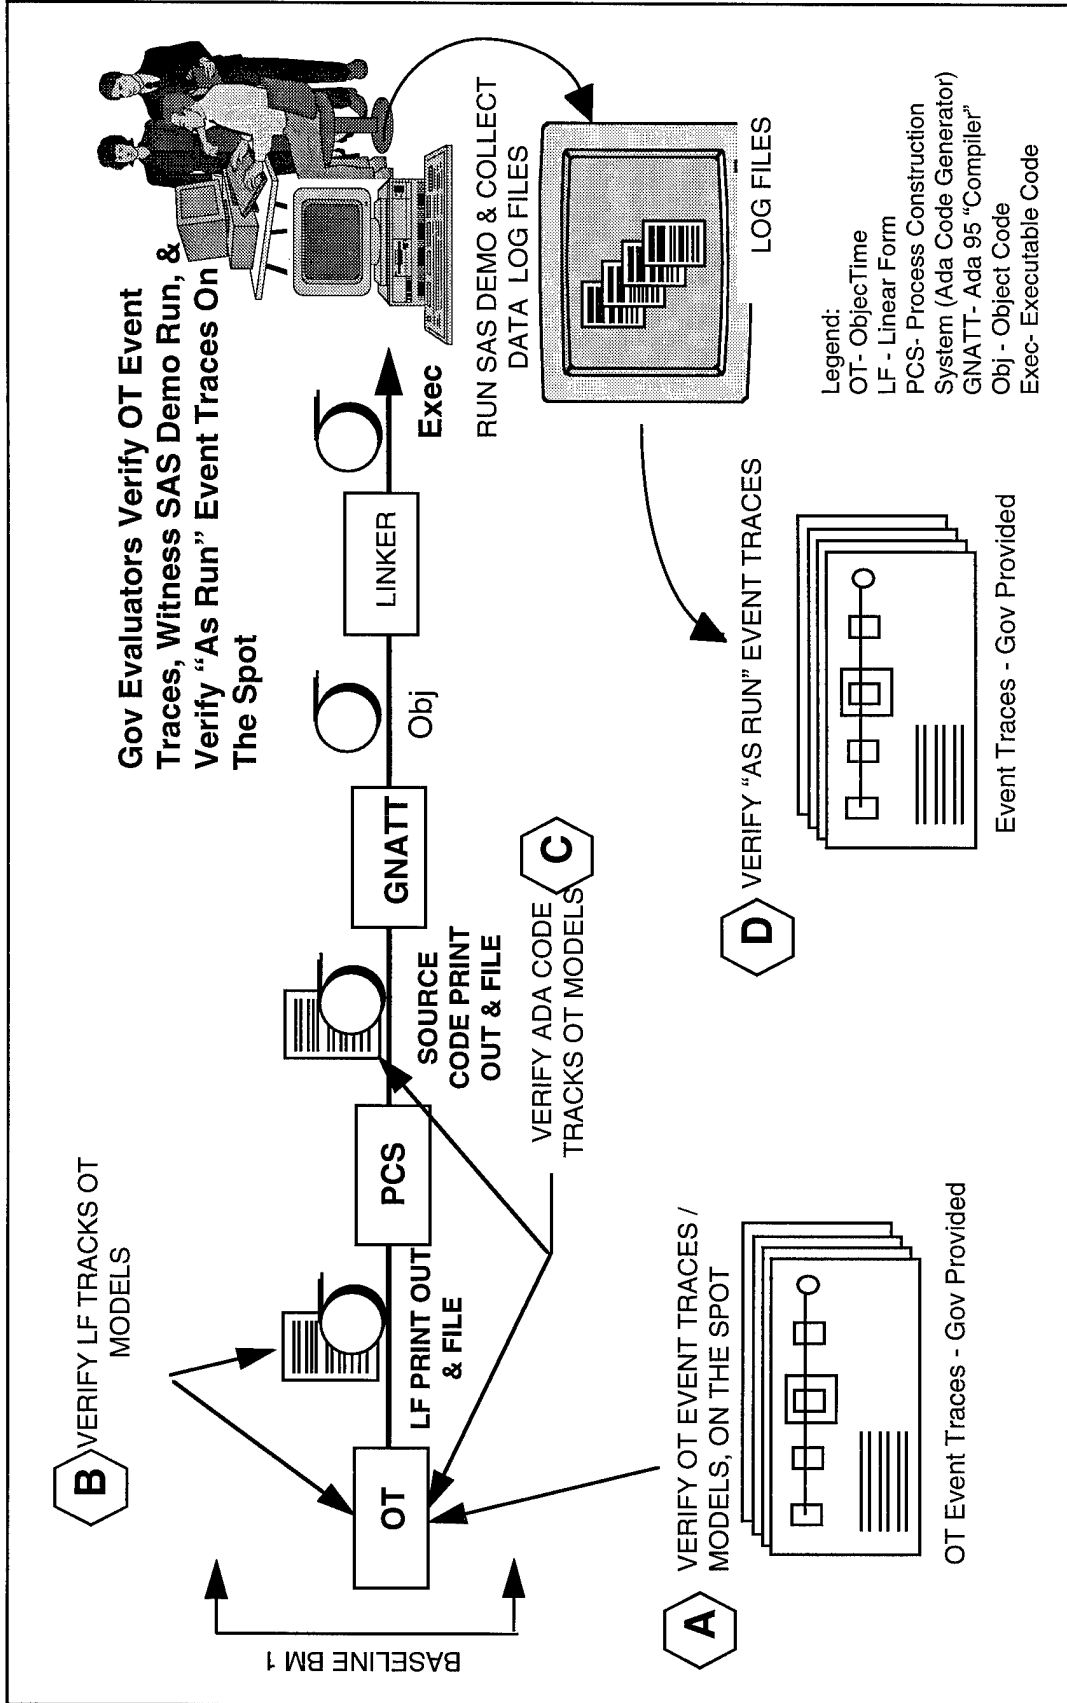 Gov Evaluators Verify OT Event
Traces, Witness SAS Demo Run, &
Verify “As Run” Event Traces On
The Spot
B
VERIFY LF TRACKS OT
MODELS
BASELINE BM 1
OT
LF PRINT OUT
& FILE
PCS
SOURCE
CODE PRINT
OUT & FILE
GNATT
Obj
LINKER
Exec
RUN SAS DEMO & COLLECT
DATA LOG FILES
LOG FILES
C
VERIFY ADA CODE
TRACKS OT MODELS
A
VERIFY OT EVENT TRACES /
MODELS, ON THE SPOT
OT Event Traces - Gov Provided
D
VERIFY “AS RUN” EVENT TRACES
Event Traces - Gov Provided
Legend:
OT- ObjecTime
LF - Linear Form
PCS- Process Construction
System (Ada Code Generator)
GNATT- Ada 95 “Compiler”
Obj - Object Code
Exec- Executable Code